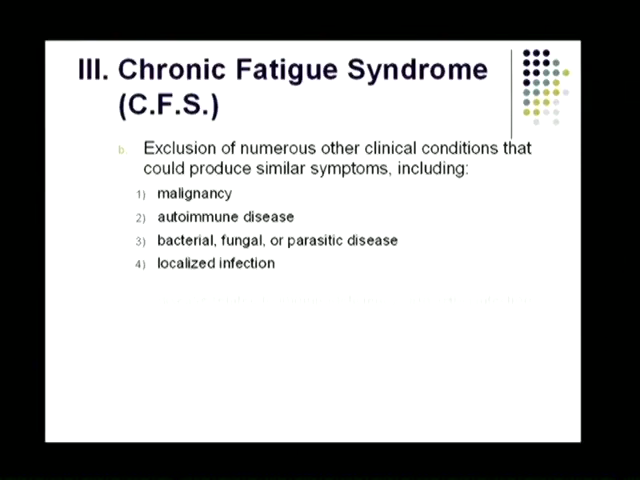 III. Chronic Fatigue Syndrome
(C.F.S.)
b. Exclusion of numerous other clinical conditions that
could produce similar symptoms, including:
1) malignancy
2) autoimmune disease
3) bacterial, fungal, or parasitic disease
4) localized infection